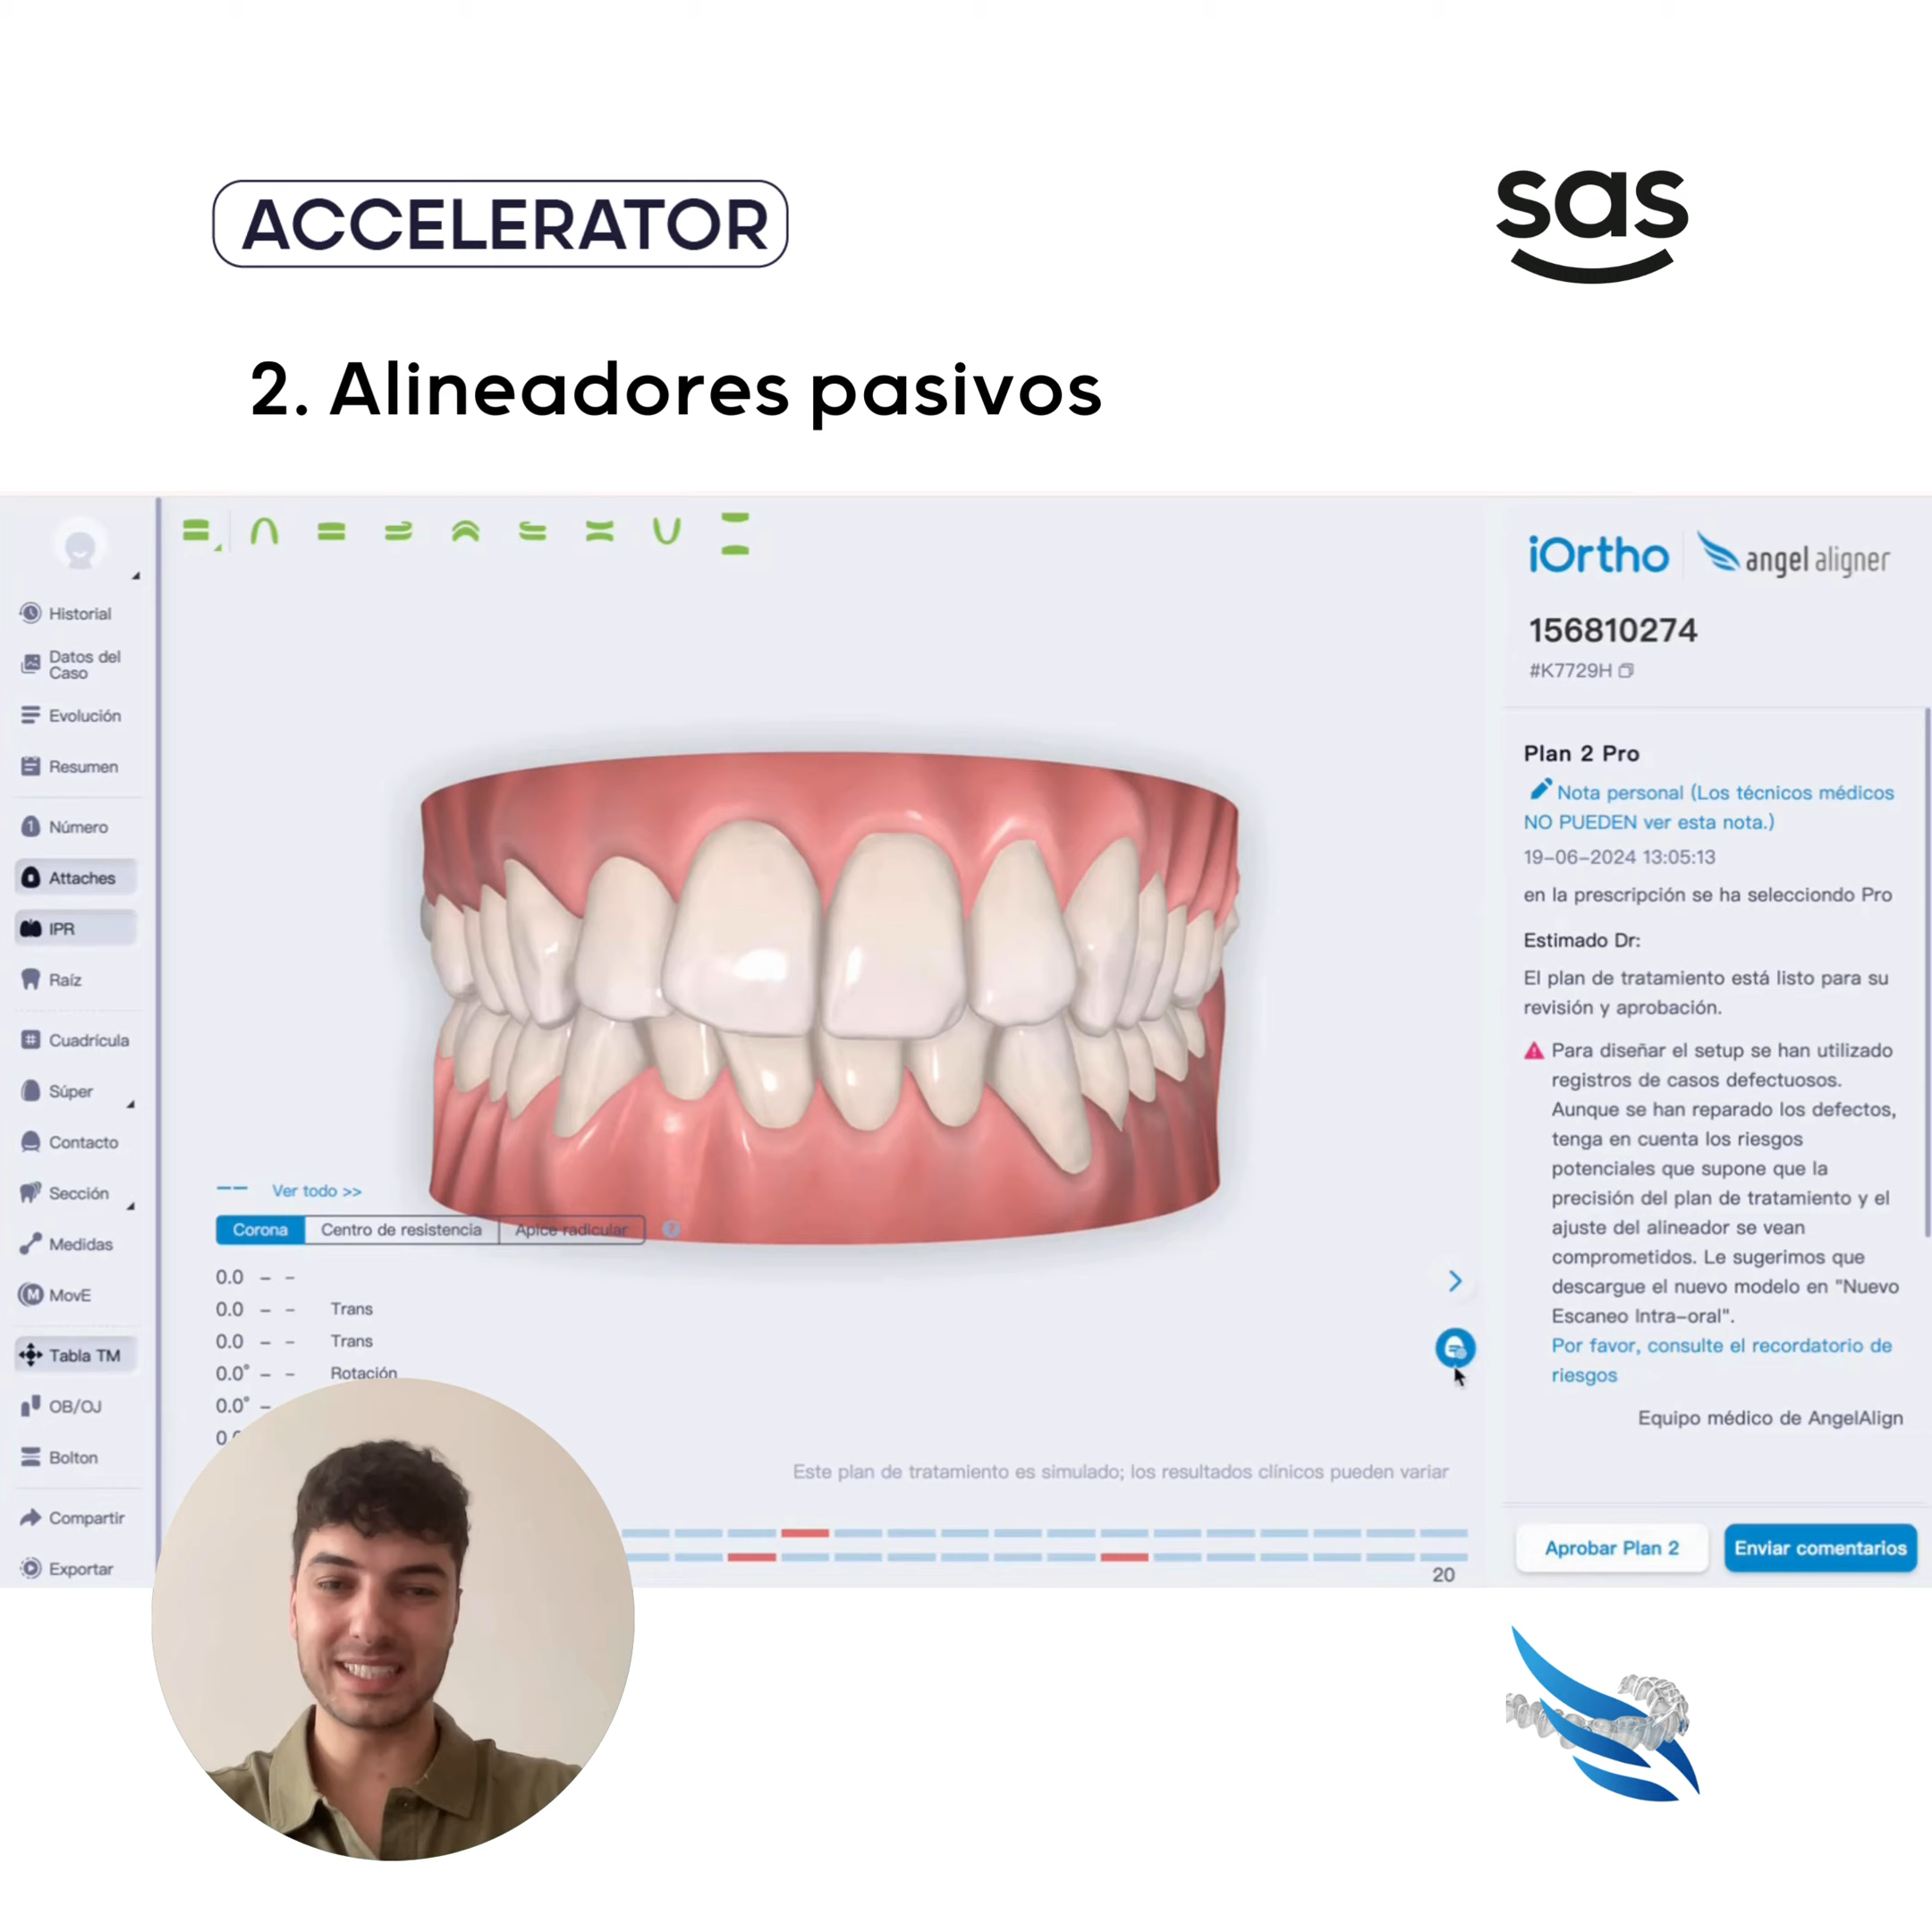 ACCELERATOR
sas
2. Alineadores pasivos
Historial
Datos del
Caso
Evolución
Resumen
1
Número
Attaches
IPR
Raíz
#
Cuadrícula
Súper
Contacto
Sección
Medidas
M
MovE
Tabla TM
OB/OJ
Bolton
Compartir
Exportar
Ver todo >>
Corona
Centro de resistencia
Apice radicular
0.0 – –
0.0 – – Trans
0.0 – – Trans
0.0° – – Rotación
0.0° –
Este plan de tratamiento es simulado; los resultados clínicos pueden variar
20
iOrtho
angel aligner
156810274
#K7729H
Plan 2 Pro
Nota personal (Los técnicos médicos
NO PUEDEN ver esta nota.)
19-06-2024 13:05:13
en la prescripción se ha selecciondo Pro
Estimado Dr:
El plan de tratamiento está listo para su
revisión y aprobación.
Para diseñar el setup se han utilizado
registros de casos defectuosos.
Aunque se han reparado los defectos,
tenga en cuenta los riesgos
potenciales que supone que la
precisión del plan de tratamiento y el
ajuste del alineador se vean
comprometidos. Le sugerimos que
descargue el nuevo modelo en "Nuevo
Escaneo Intra-oral".
Por favor, consulte el recordatorio de
riesgos
Equipo médico de AngelAlign
Aprobar Plan 2
Enviar comentarios